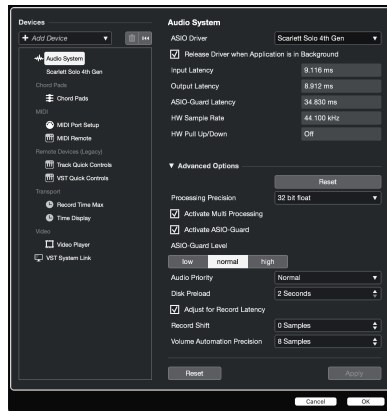 Devices
+ Add Device
Audio System
Scarlett Solo 4th Gen
Chord Pads
Chord Pads
MIDI
MIDI Port Setup
MIDI Remote
Remote Devices (Legacy)
Track Quick Controls
VST Quick Controls
Transport
Record Time Max
Time Display
Video
Video Player
VST System Link
Audio System
ASIO Driver Scarlett Solo 4th Gen
Release Driver when Application is in Background
Input Latency 9.116 ms
Output Latency 8.912 ms
ASIO-Guard Latency 34.830 ms
HW Sample Rate 44.100 kHz
HW Pull Up/Down Off
Advanced Options
Reset
Processing Precision 32 bit float
Activate Multi Processing
Activate ASIO-Guard
ASIO-Guard Level
low normal high
Audio Priority Normal
Disk Preload 2 Seconds
Adjust for Record Latency
Record Shift 0 Samples
Volume Automation Precision 8 Samples
Reset Apply
Cancel OK